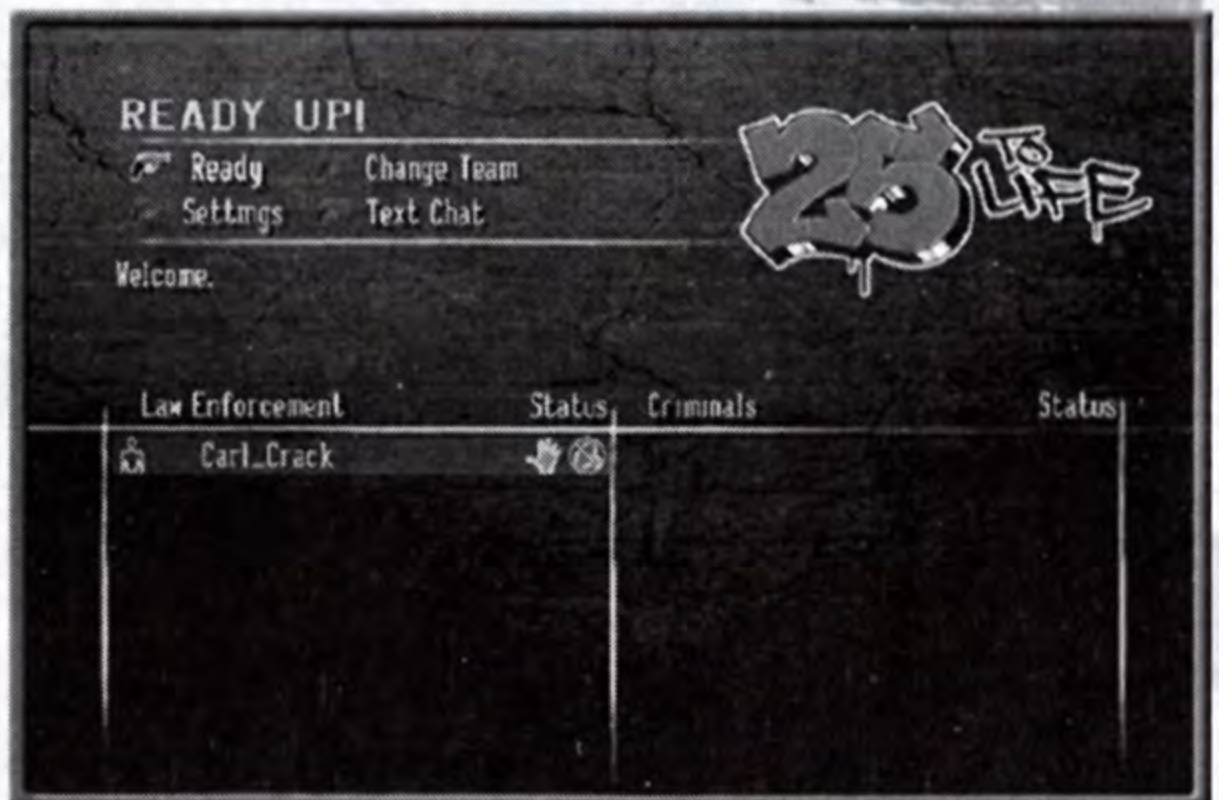 READY UP!
Ready Change Team
Settings Text Chat
Welcome.
25 TO LIFE
Law Enforcement Status Criminals Status
Carl_Crack